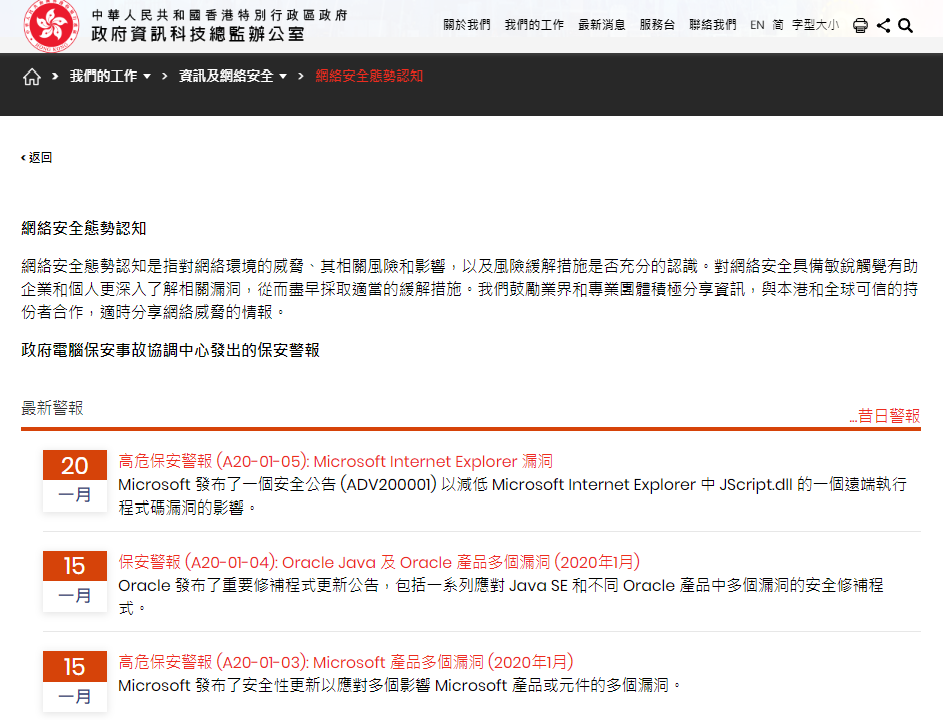 中華人民共和國香港特別行政區政府
政府資訊科技總監辦公室
關於我們 我們的工作 最新消息 服務台 聯絡我們 EN 简 字型大小
我們的工作 > 資訊及網絡安全 > 網絡安全態勢認知
< 返回
網絡安全態勢認知
網絡安全態勢認知是指對網絡環境的威脅、其相關風險和影響，以及風險緩解措施是否充分的認識。對網絡安全具備敏銳觸覺有助
企業和個人更深入了解相關漏洞，從而盡早採取適當的緩解措施。我們鼓勵業界和專業團體積極分享資訊，與本港和全球可信的持
份者合作，適時分享網絡威脅的情報。
政府電腦保安事故協調中心發出的保安警報
最新警報
...昔日警報
20
一月
高危保安警報 (A20-01-05): Microsoft Internet Explorer 漏洞
Microsoft 發布了一個安全公告 (ADV200001) 以減低 Microsoft Internet Explorer 中 JScript.dll 的一個遠端執行
程式碼漏洞的影響。
15
一月
保安警報 (A20-01-04): Oracle Java 及 Oracle 產品多個漏洞 (2020年1月)
Oracle 發布了重要修補程式更新公告，包括一系列應對 Java SE 和不同 Oracle 產品中多個漏洞的安全修補程
式。
15
一月
高危保安警報 (A20-01-03): Microsoft 產品多個漏洞 (2020年1月)
Microsoft 發布了安全性更新以應對多個影響 Microsoft 產品或元件的多個漏洞。